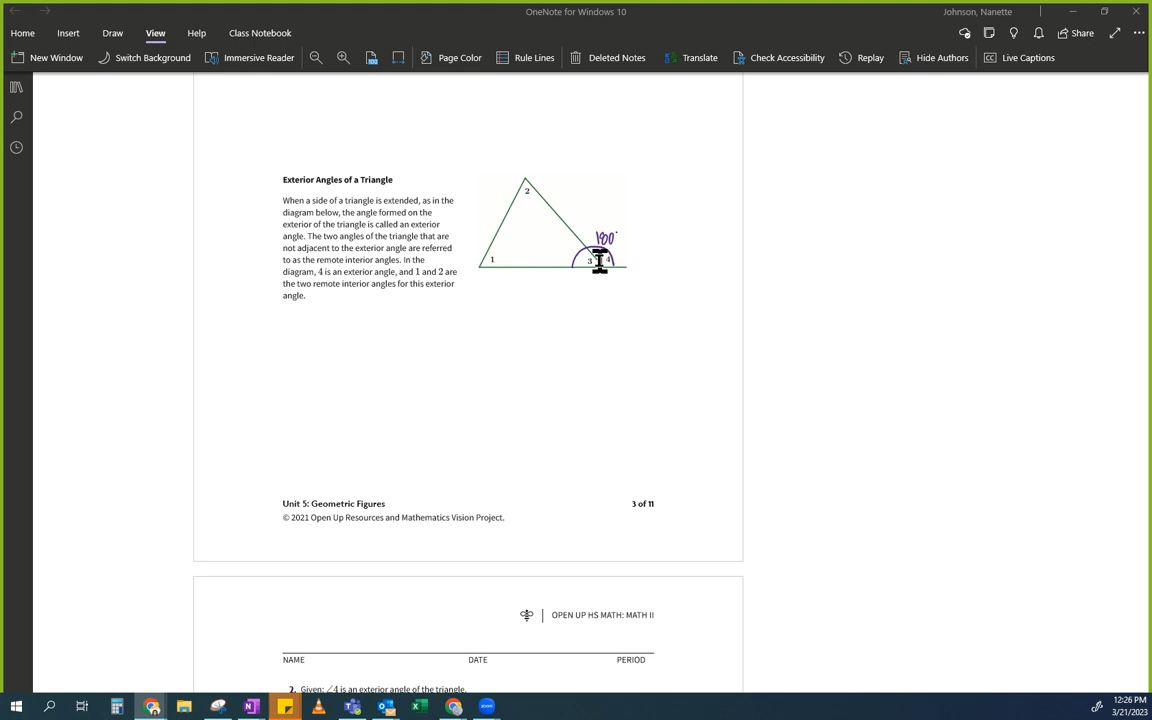 OneNote for Windows 10
Johnson, Nanette
Home Insert Draw View Help Class Notebook
Share
New Window Switch Background Immersive Reader 100 Page Color Rule Lines Deleted Notes Translate Check Accessibility Replay Hide Authors CC Live Captions
Exterior Angles of a Triangle
When a side of a triangle is extended, as in the
diagram below, the angle formed on the
exterior of the triangle is called an exterior
angle. The two angles of the triangle that are
not adjacent to the exterior angle are referred
to as the remote interior angles. In the
diagram, 4 is an exterior angle, and 1 and 2 are
the two remote interior angles for this exterior
angle.
2
180°
1
3
4
Unit 5: Geometric Figures
3 of 11
© 2021 Open Up Resources and Mathematics Vision Project.
OPEN UP HS MATH: MATH II
NAME DATE PERIOD
2. Given: ∠4 is an exterior angle of the triangle.
12:26 PM
3/21/2023